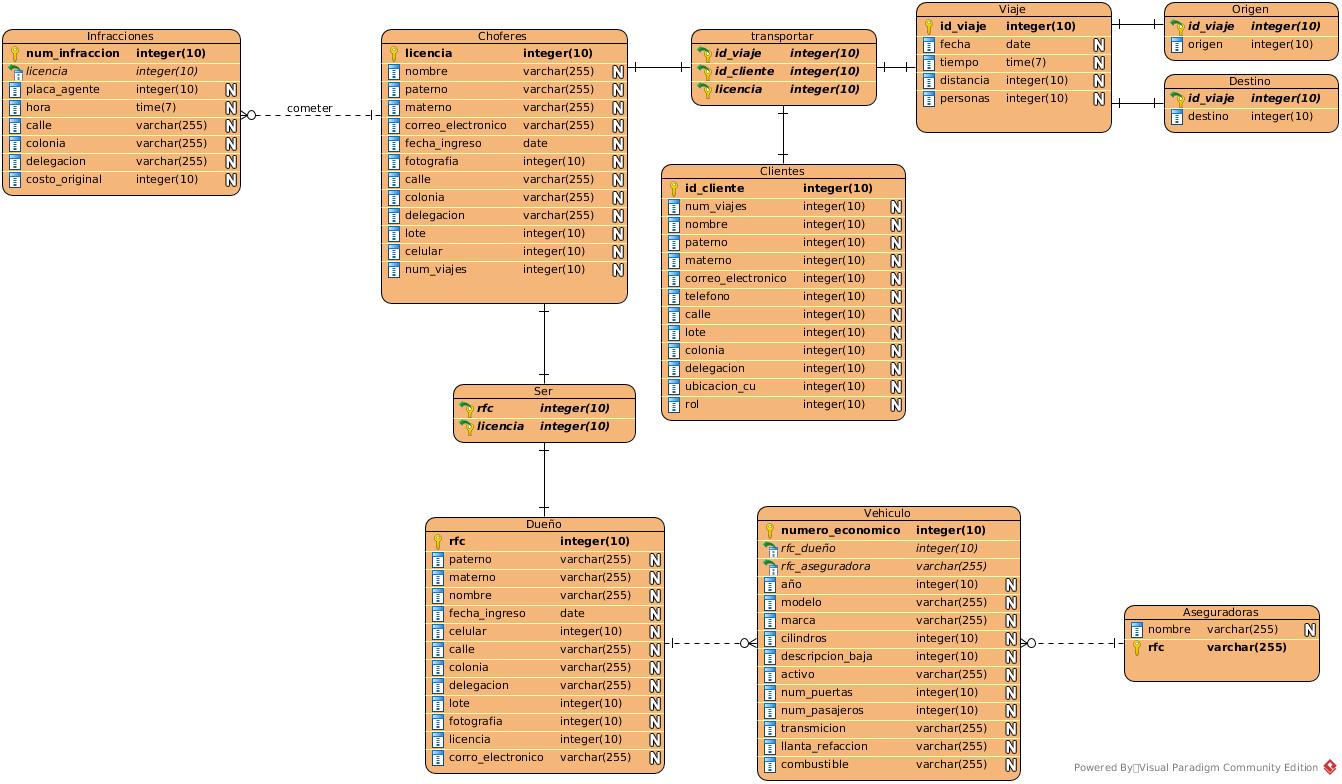 Infracciones
num_infraccion integer(10)
licencia integer(10)
placa_agente integer(10) N
hora time(7) N
calle varchar(255) N
colonia varchar(255) N
delegacion varchar(255) N
costo_original integer(10) N
cometer
Choferes
licencia integer(10)
nombre varchar(255) N
paterno varchar(255) N
materno varchar(255) N
correo_electronico varchar(255) N
fecha_ingreso date N
fotografia integer(10) N
calle varchar(255) N
colonia varchar(255) N
delegacion varchar(255) N
lote integer(10) N
celular integer(10) N
num_viajes integer(10) N
transportar
id_viaje integer(10)
id_cliente integer(10)
licencia integer(10)
Viaje
id_viaje integer(10)
fecha date N
tiempo time(7) N
distancia integer(10) N
personas integer(10) N
Origen
id_viaje integer(10)
origen integer(10) N
Destino
id_viaje integer(10)
destino integer(10) N
Clientes
id_cliente integer(10)
num_viajes integer(10) N
nombre integer(10) N
paterno integer(10) N
materno integer(10) N
correo_electronico integer(10) N
telefono integer(10) N
calle integer(10) N
lote integer(10) N
colonia integer(10) N
delegacion integer(10) N
ubicacion_cu integer(10) N
rol integer(10) N
Ser
rfc integer(10)
licencia integer(10)
Dueño
rfc integer(10)
paterno varchar(255) N
materno varchar(255) N
nombre varchar(255) N
fecha_ingreso date N
celular integer(10) N
calle varchar(255) N
colonia varchar(255) N
delegacion varchar(255) N
lote integer(10) N
fotografia integer(10) N
licencia integer(10) N
corro_electronico varchar(255) N
Vehiculo
numero_economico integer(10)
rfc_dueño integer(10)
rfc_aseguradora varchar(255)
año integer(10) N
modelo varchar(255) N
marca varchar(255) N
cilindros integer(10) N
descripcion_baja integer(10) N
activo varchar(255) N
num_puertas integer(10) N
num_pasajeros integer(10) N
transmicion varchar(255) N
llanta_refaccion varchar(255) N
combustible varchar(255) N
Aseguradoras
nombre varchar(255) N
rfc varchar(255)
Powered By Visual Paradigm Community Edition